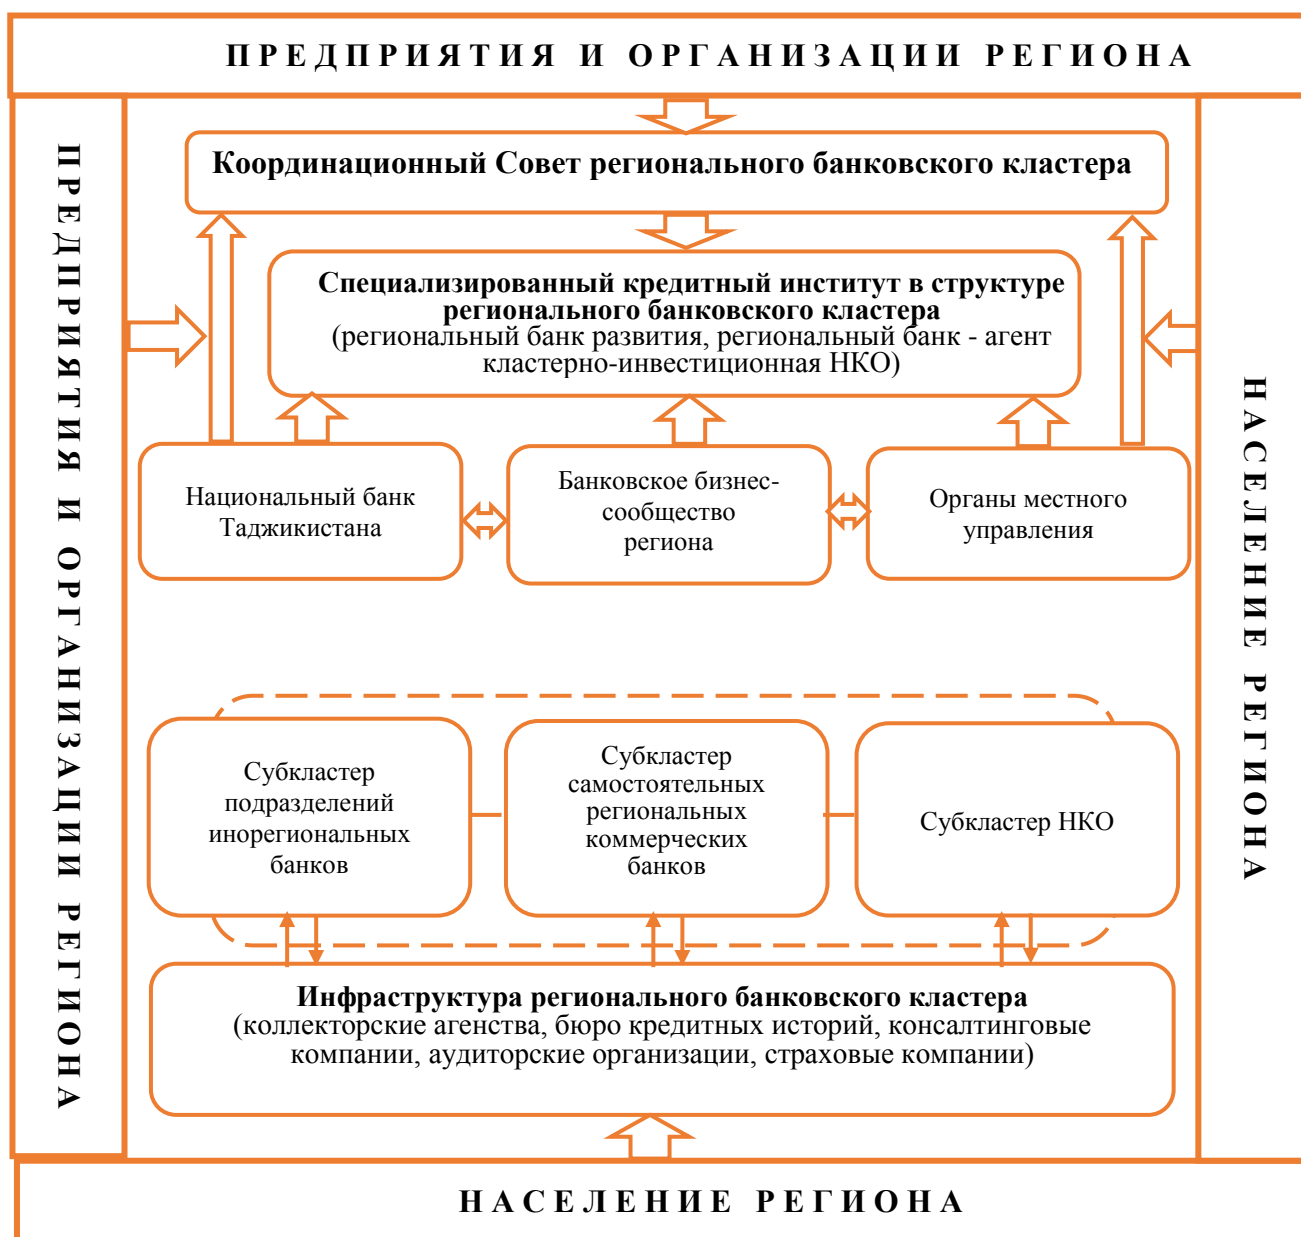 ПРЕДПРИЯТИЯ И ОРГАНИЗАЦИИ РЕГИОНА
ПРЕДПРИЯТИЯ И ОРГАНИЗАЦИИ РЕГИОНА
Координационный Совет регионального банковского кластера
Специализированный кредитный институт в структуре
регионального банковского кластера
(региональный банк развития, региональный банк - агент
кластерно-инвестиционная НКО)
Национальный банк
Таджикистана
Банковское бизнес-
сообщество
региона
Органы местного
управления
НАСЕЛЕНИЕ РЕГИОНА
Субкластер
подразделений
инорегиональных
банков
Субкластер
самостоятельных
региональных
коммерческих
банков
Субкластер НКО
Инфраструктура регионального банковского кластера
(коллекторские агенства, бюро кредитных историй, консалтинговые
компании, аудиторские организации, страховые компании)
НАСЕЛЕНИЕ РЕГИОНА